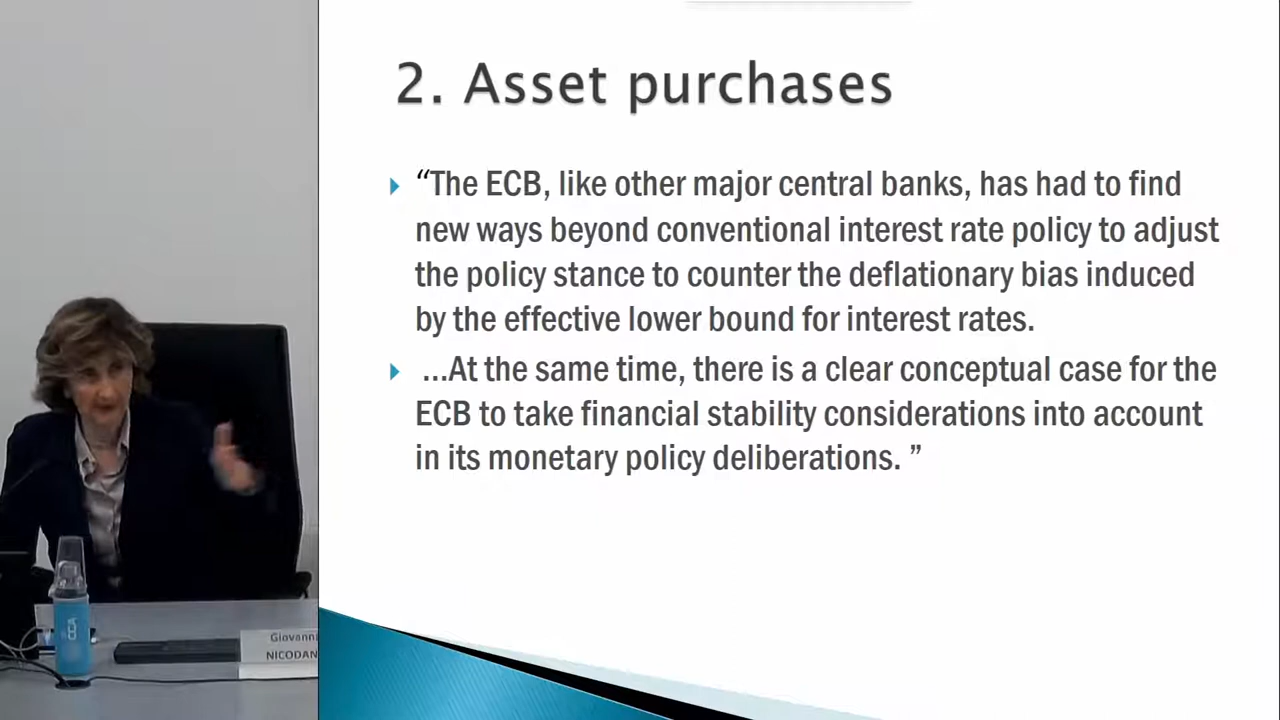 2. Asset purchases
“The ECB, like other major central banks, has had to find
new ways beyond conventional interest rate policy to adjust
the policy stance to counter the deflationary bias induced
by the effective lower bound for interest rates.
...At the same time, there is a clear conceptual case for the
ECB to take financial stability considerations into account
in its monetary policy deliberations. ”
CCA
Giovanni
NICODAN